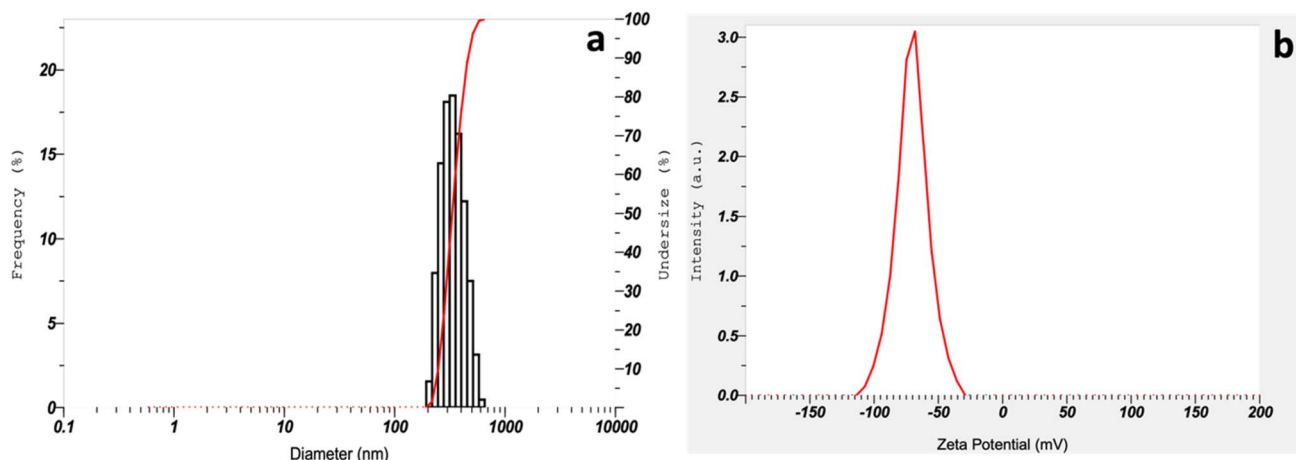 a
Frequency (%)
20
15
10
5
0
0.1 1 10 100 1000 10000
Diameter (nm)
100
90
80
70
60
50
40
30
20
10
Undersize (%)
b
Intensity (a.u.)
3.0
2.5
2.0
1.5
1.0
0.5
0.0
-150 -100 -50 0 50 100 150 200
Zeta Potential (mV)